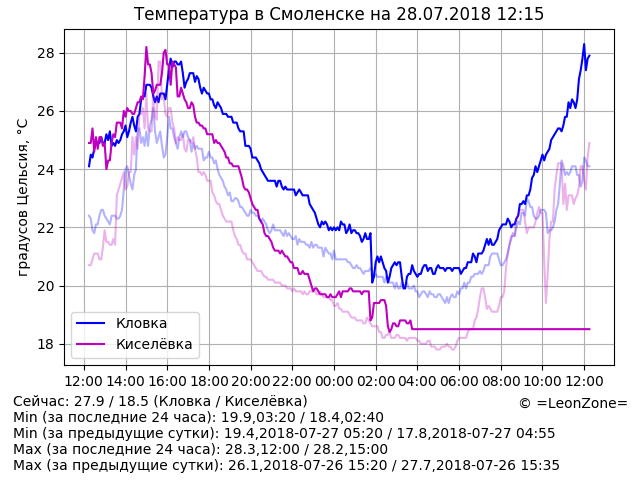 Температура в Смоленске на 28.07.2018 12:15
градусов Цельсия, °C
28
26
24
22
20
18
Кловка
Киселёвка
12:00 14:00 16:00 18:00 20:00 22:00 00:00 02:00 04:00 06:00 08:00 10:00 12:00
Сейчас: 27.9 / 18.5 (Кловка / Киселёвка)
© =LeonZone=
Min (за последние 24 часа): 19.9,03:20 / 18.4,02:40
Min (за предыдущие сутки): 19.4,2018-07-27 05:20 / 17.8,2018-07-27 04:55
Max (за последние 24 часа): 28.3,12:00 / 28.2,15:00
Max (за предыдущие сутки): 26.1,2018-07-26 15:20 / 27.7,2018-07-26 15:35